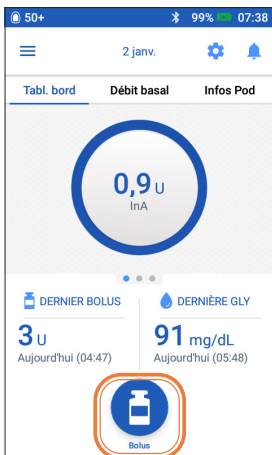 50+ 99% 07:38
2 janv.
Tabl. bord Débit basal Infos Pod
0,9 U
InA
DERNIER BOLUS DERNIÈRE GLY
3 U 91 mg/dL
Aujourd'hui (04:47) Aujourd'hui (05:48)
Bolus